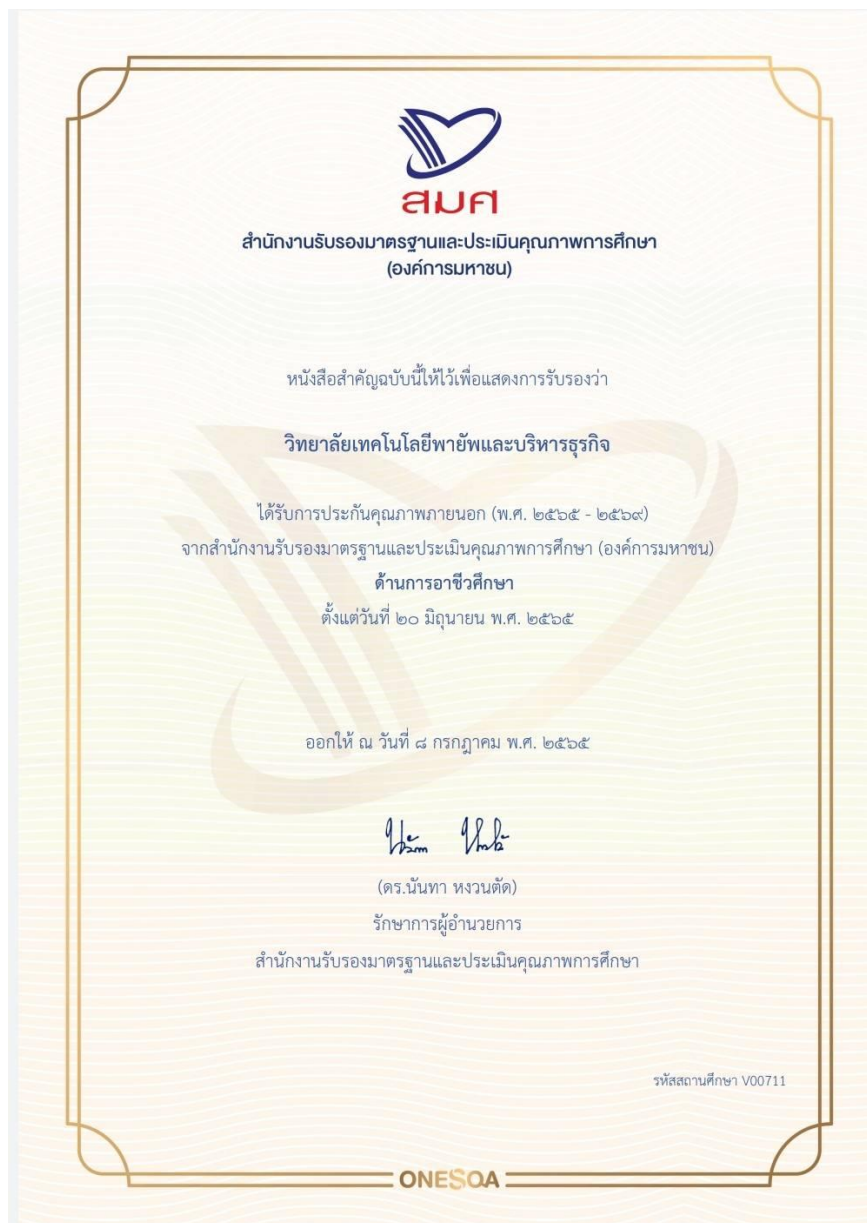 สมศ
สำนักงานรับรองมาตรฐานและประเมินคุณภาพการศึกษา
(องค์การมหาชน)
หนังสือสำคัญฉบับนี้ให้ไว้เพื่อแสดงการรับรองว่า
วิทยาลัยเทคโนโลยีพายัพและบริหารธุรกิจ
ได้รับการประกันคุณภาพภายนอก (พ.ศ. ๒๕๖๕ - ๒๕๖๙)
จากสำนักงานรับรองมาตรฐานและประเมินคุณภาพการศึกษา (องค์การมหาชน)
ด้านการอาชีวศึกษา
ตั้งแต่วันที่ ๒๐ มิถุนายน พ.ศ. ๒๕๖๕
ออกให้ ณ วันที่ ๘ กรกฎาคม พ.ศ. ๒๕๖๕
(ดร.นันทา หงวนตัด)
รักษาการผู้อำนวยการ
สำนักงานรับรองมาตรฐานและประเมินคุณภาพการศึกษา
รหัสสถานศึกษา V00711
ONESQA